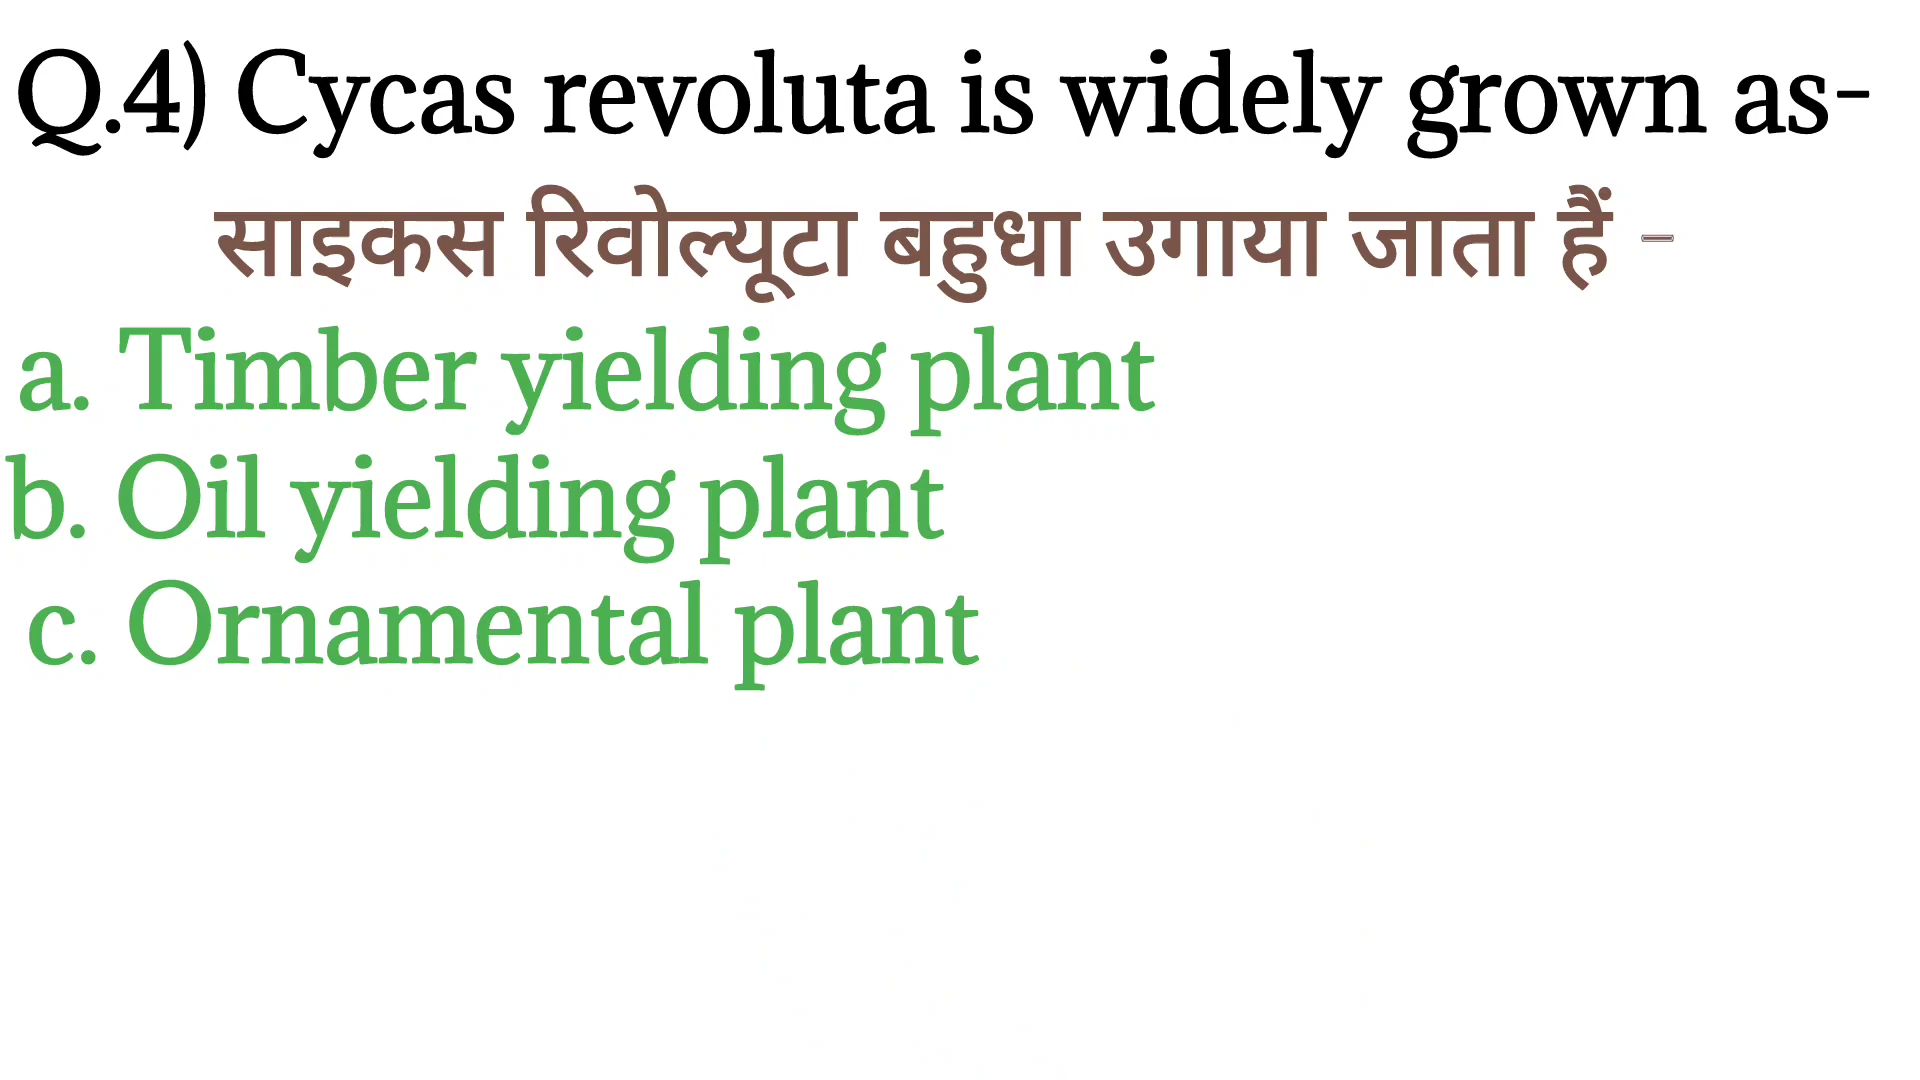 Q.4) Cycas revoluta is widely grown as-
साइकस रिवोल्यूटा बहुधा उगाया जाता हैं -
a. Timber yielding plant
b. Oil yielding plant
c. Ornamental plant